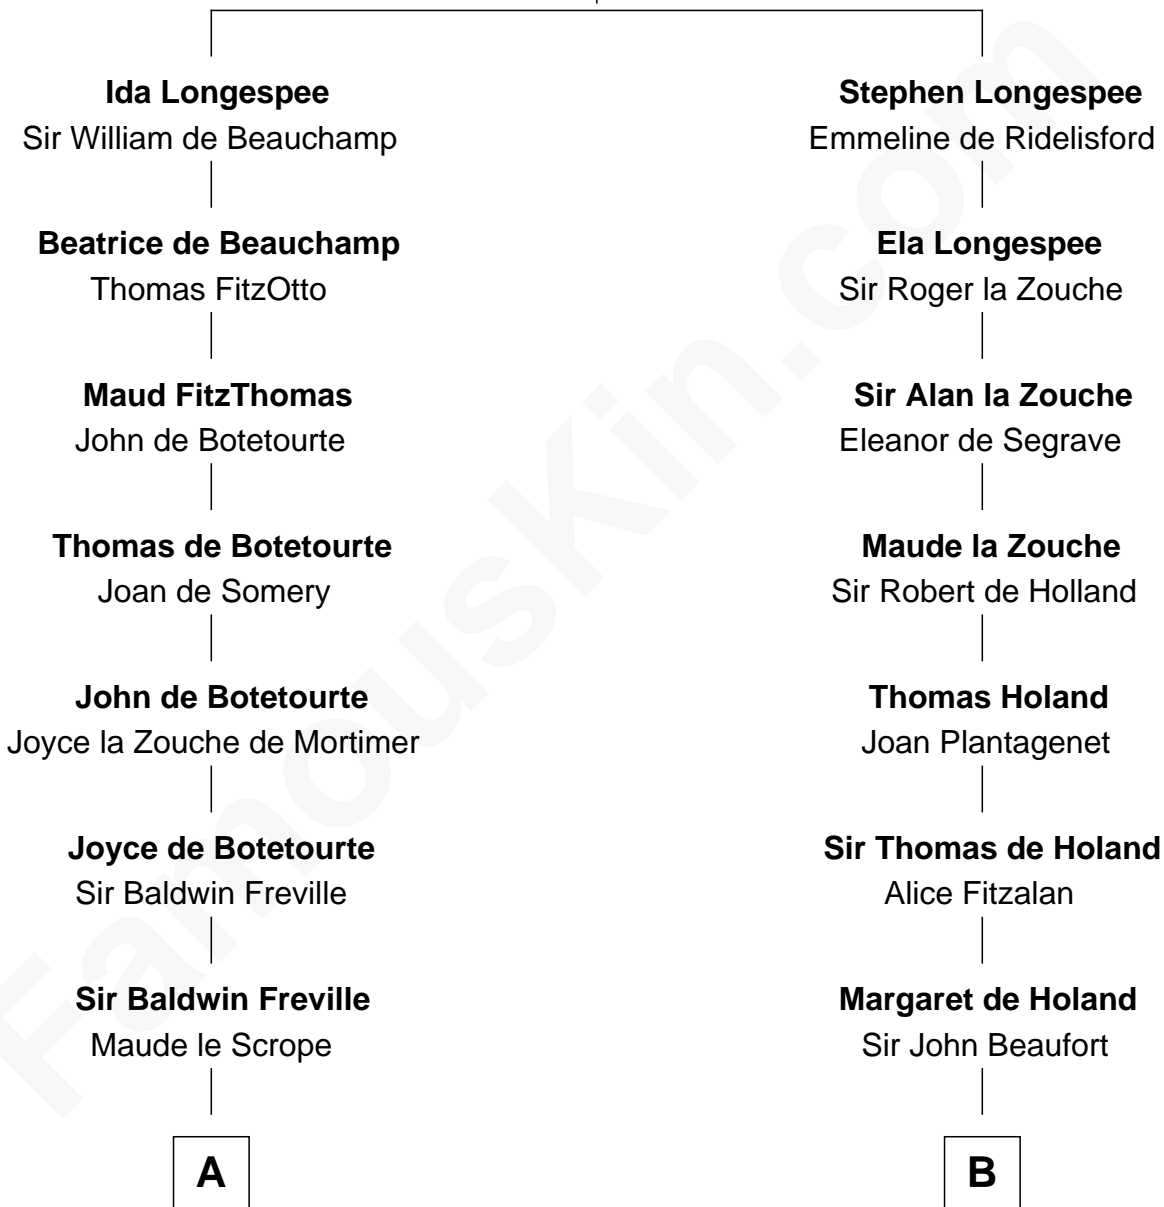 Ida Longespee
Sir William de Beauchamp
Beatrice de Beauchamp
Thomas FitzOtto
Maud FitzThomas
John de Botetourte
Thomas de Botetourte
Joan de Somery
John de Botetourte
Joyce la Zouche de Mortimer
Joyce de Botetourte
Sir Baldwin Freville
Sir Baldwin Freville
Maude le Scrope
A
Stephen Longespee
Emmeline de Ridelisford
Ela Longespee
Sir Roger la Zouche
Sir Alan la Zouche
Eleanor de Segrave
Maude la Zouche
Sir Robert de Holland
Thomas Holand
Joan Plantagenet
Sir Thomas de Holand
Alice Fitzalan
Margaret de Holand
Sir John Beaufort
B
FamousKin.com